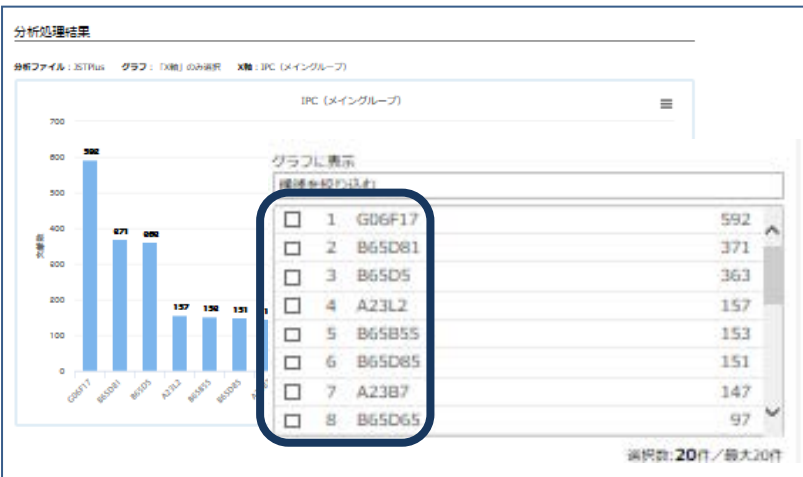 分析処理結果
分析ファイル：JSTPlus グラフ：「X軸」のみ選択 X軸：IPC（メイングループ）
IPC（メイングループ）
700
600
500
400
300
200
100
0
文献数
592
371
363
157
153
151
1
G06F17
B65D81
B65D5
A23L2
B65B55
B65D85
グラフに表示
候補を絞り込む
1 G06F17 592
2 B65D81 371
3 B65D5 363
4 A23L2 157
5 B65B55 153
6 B65D85 151
7 A23B7 147
8 B65D65 97
選択数:20件／最大20件